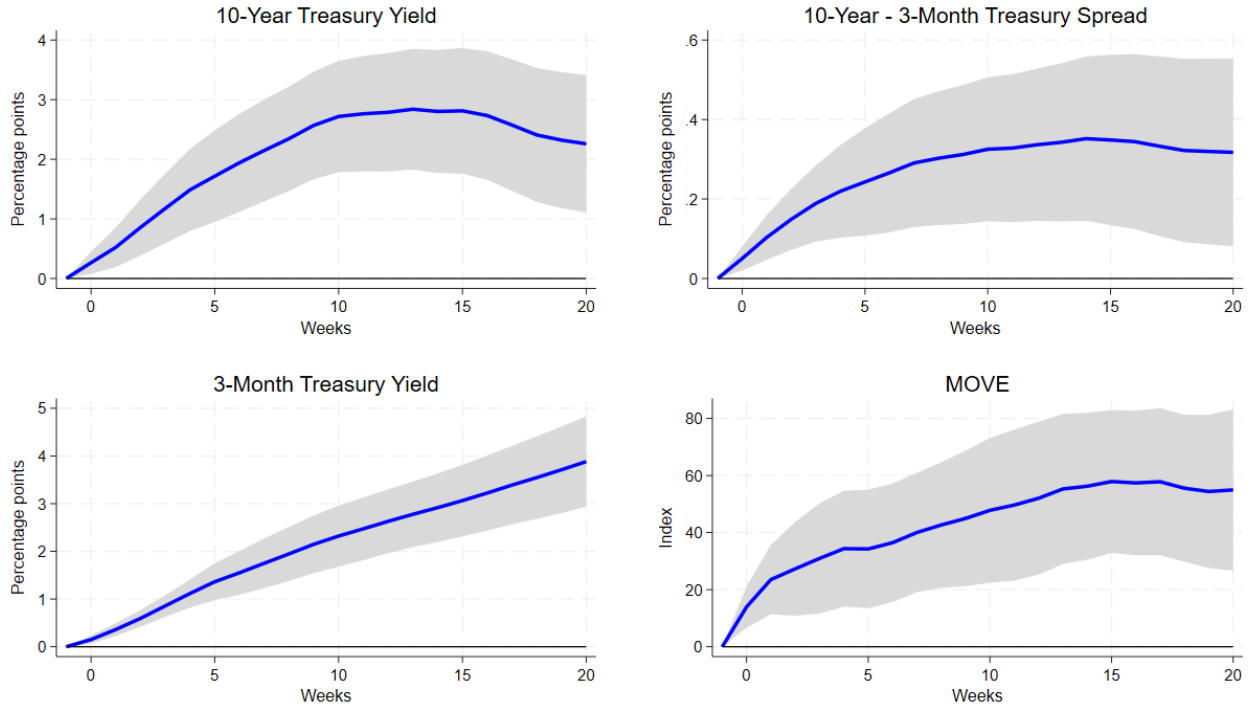 10-Year Treasury Yield
Percentage points
4
3
2
1
0
0 5 10 15 20
Weeks
10-Year - 3-Month Treasury Spread
Percentage points
.6
.4
.2
0
0 5 10 15 20
Weeks
3-Month Treasury Yield
Percentage points
5
4
3
2
1
0
0 5 10 15 20
Weeks
MOVE
Index
80
60
40
20
0
0 5 10 15 20
Weeks